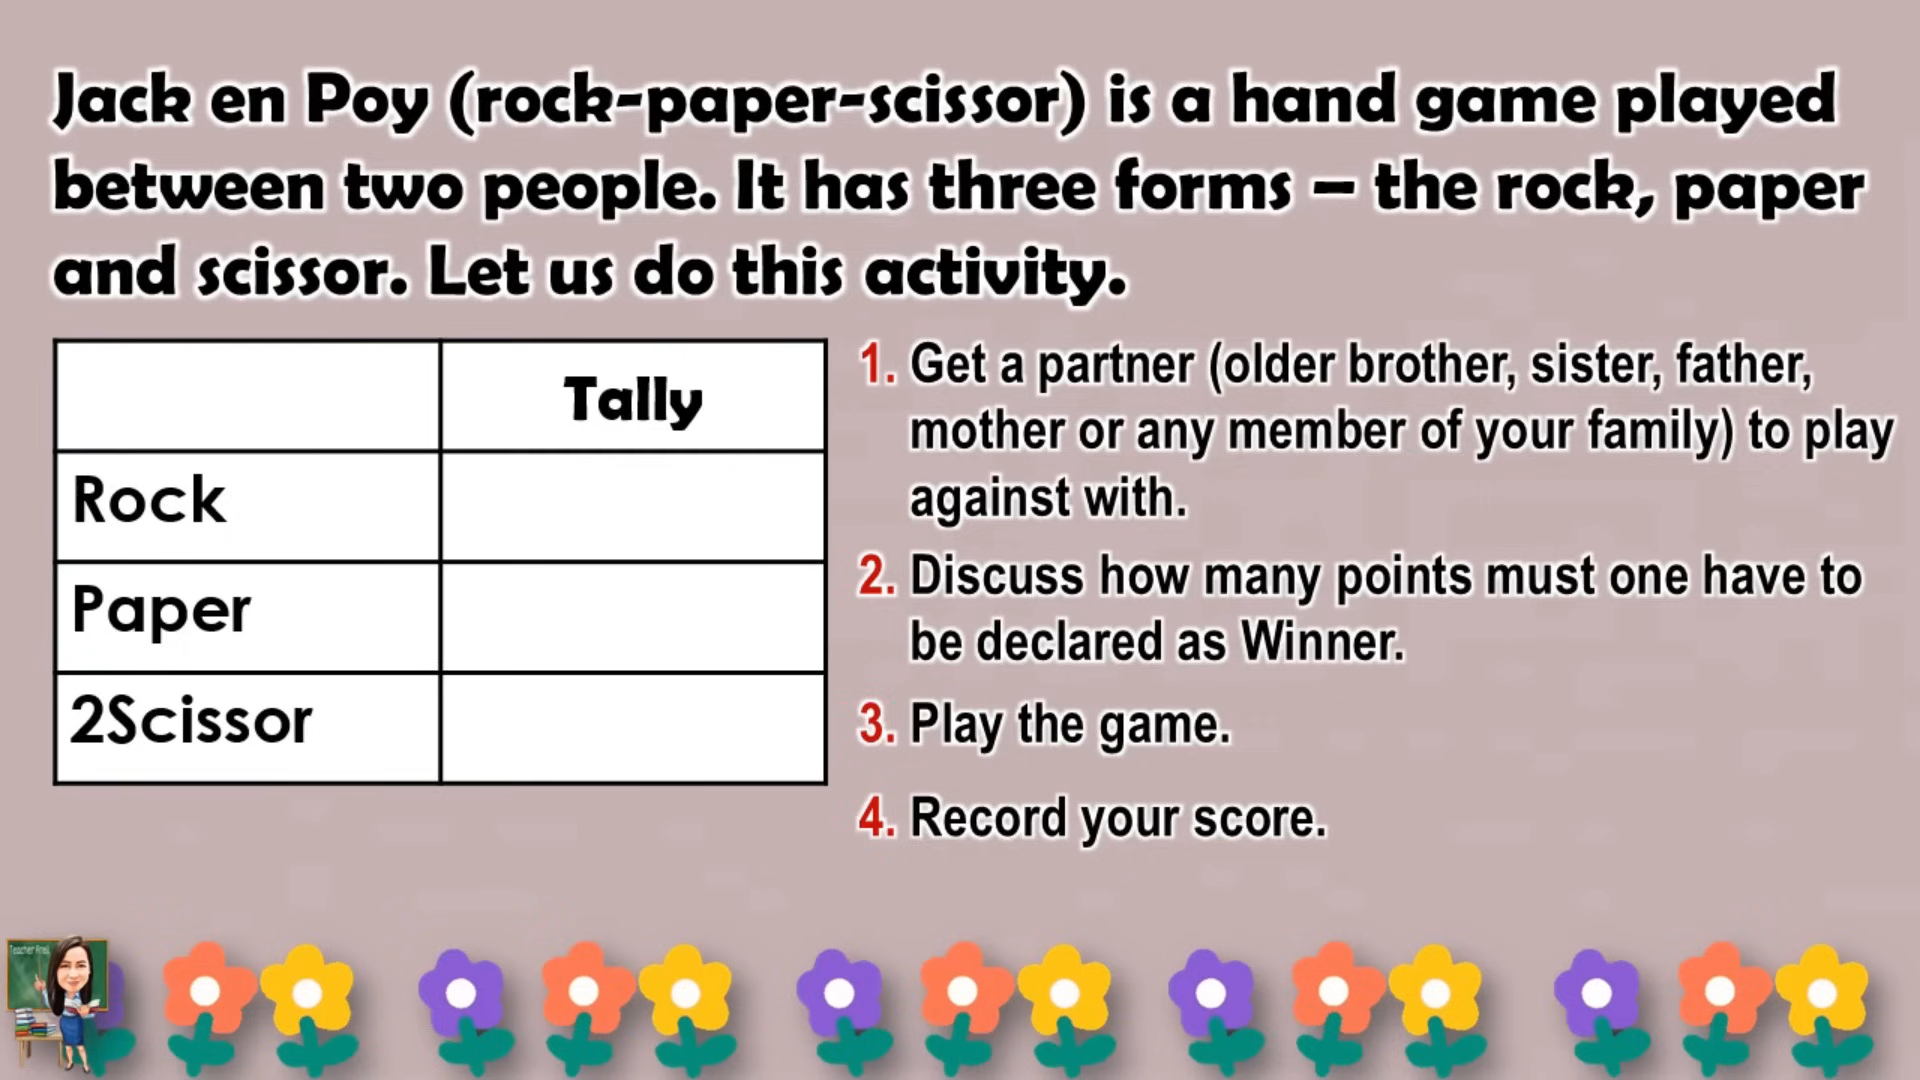 Jack en Poy (rock-paper-scissor) is a hand game played
between two people. It has three forms – the rock, paper
and scissor. Let us do this activity.
Tally
Rock
Paper
2Scissor
1. Get a partner (older brother, sister, father,
mother or any member of your family) to play
against with.
2. Discuss how many points must one have to
be declared as Winner.
3. Play the game.
4. Record your score.